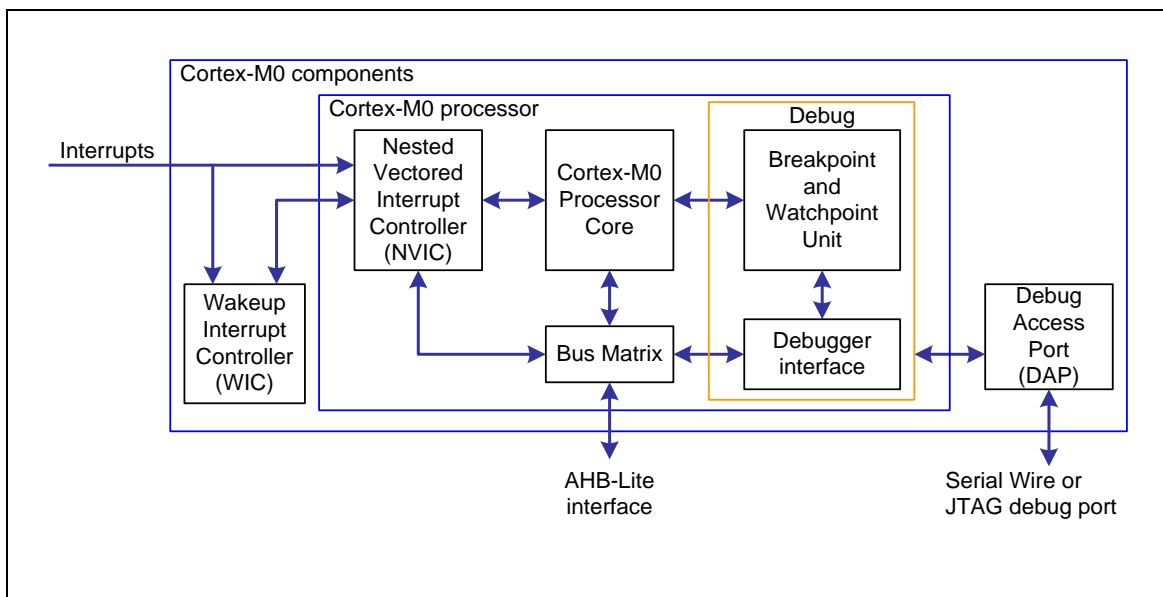 Cortex-M0 components
Cortex-M0 processor
Debug
Interrupts
Nested
Vectored
Interrupt
Controller
(NVIC)
Cortex-M0
Processor
Core
Breakpoint
and
Watchpoint
Unit
Wakeup
Interrupt
Controller
(WIC)
Bus Matrix
Debugger
interface
Debug
Access
Port
(DAP)
AHB-Lite
interface
Serial Wire or
JTAG debug port